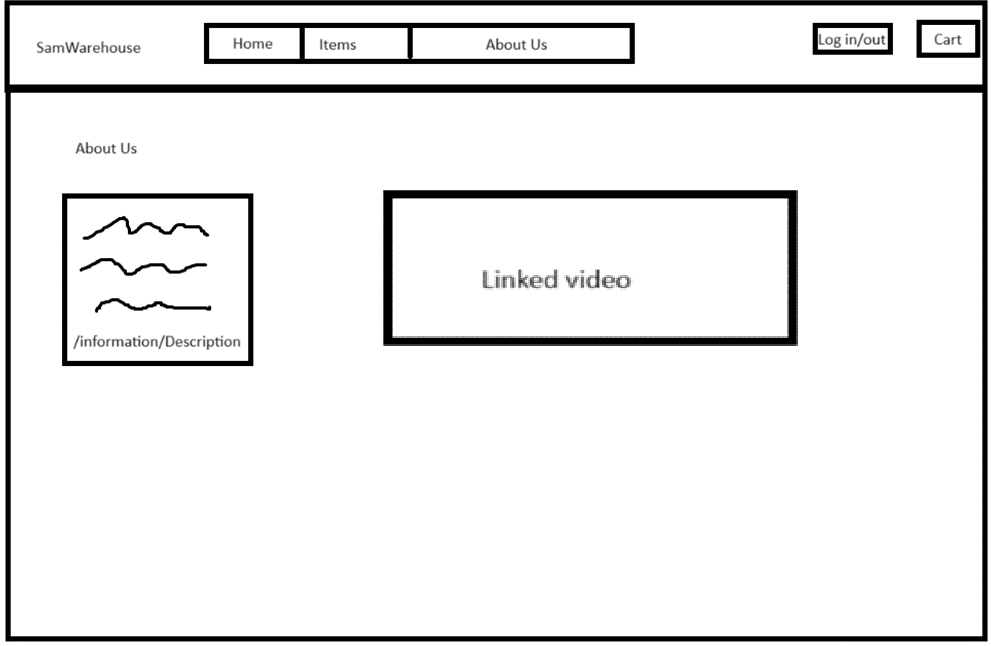 SamWarehouse
Home
Items
About Us
Log in/out
Cart
About Us
/information/Description
Linked video